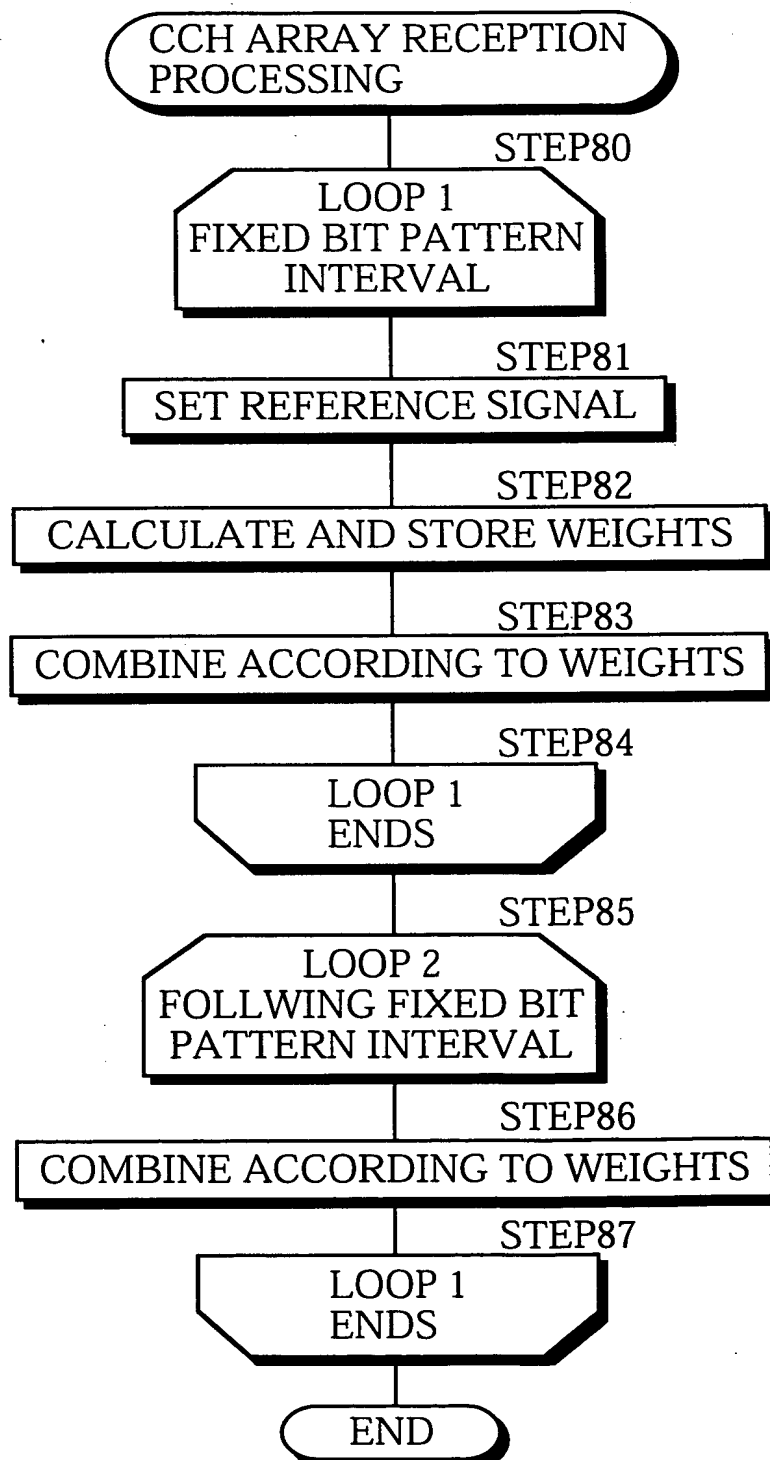 CCH ARRAY RECEPTION
PROCESSING
STEP80
LOOP 1
FIXED BIT PATTERN
INTERVAL
STEP81
SET REFERENCE SIGNAL
STEP82
CALCULATE AND STORE WEIGHTS
STEP83
COMBINE ACCORDING TO WEIGHTS
STEP84
LOOP 1
ENDS
STEP85
LOOP 2
FOLLWING FIXED BIT
PATTERN INTERVAL
STEP86
COMBINE ACCORDING TO WEIGHTS
STEP87
LOOP 1
ENDS
END